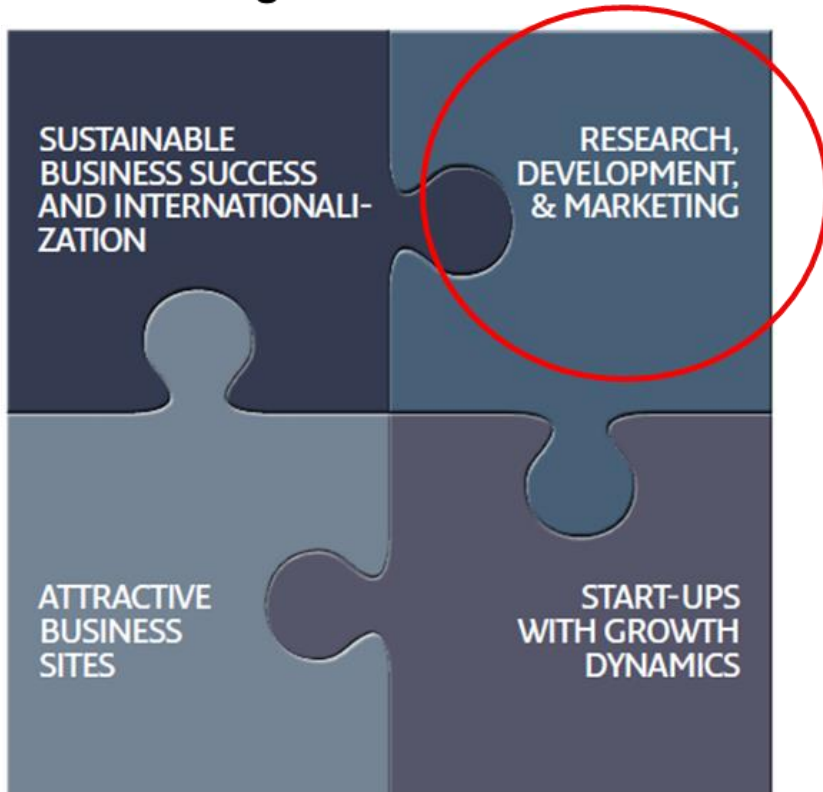 SUSTAINABLE
BUSINESS SUCCESS
AND INTERNATIONALI-
ZATION
RESEARCH,
DEVELOPMENT,
& MARKETING
ATTRACTIVE
BUSINESS
SITES
START-UPS
WITH GROWTH
DYNAMICS